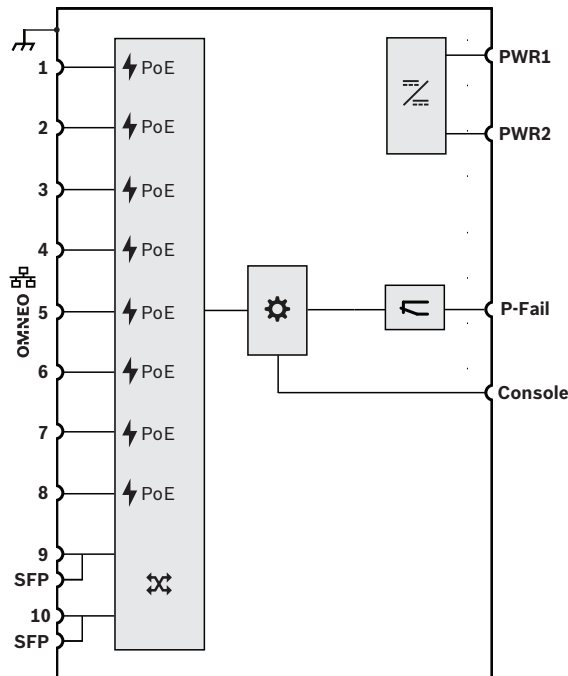 PWR1
1 PoE
2 PoE
PWR2
3 PoE
4 PoE
OMNEO
5 PoE
P-Fail
6 PoE
Console
7 PoE
8 PoE
9
SFP
10
SFP